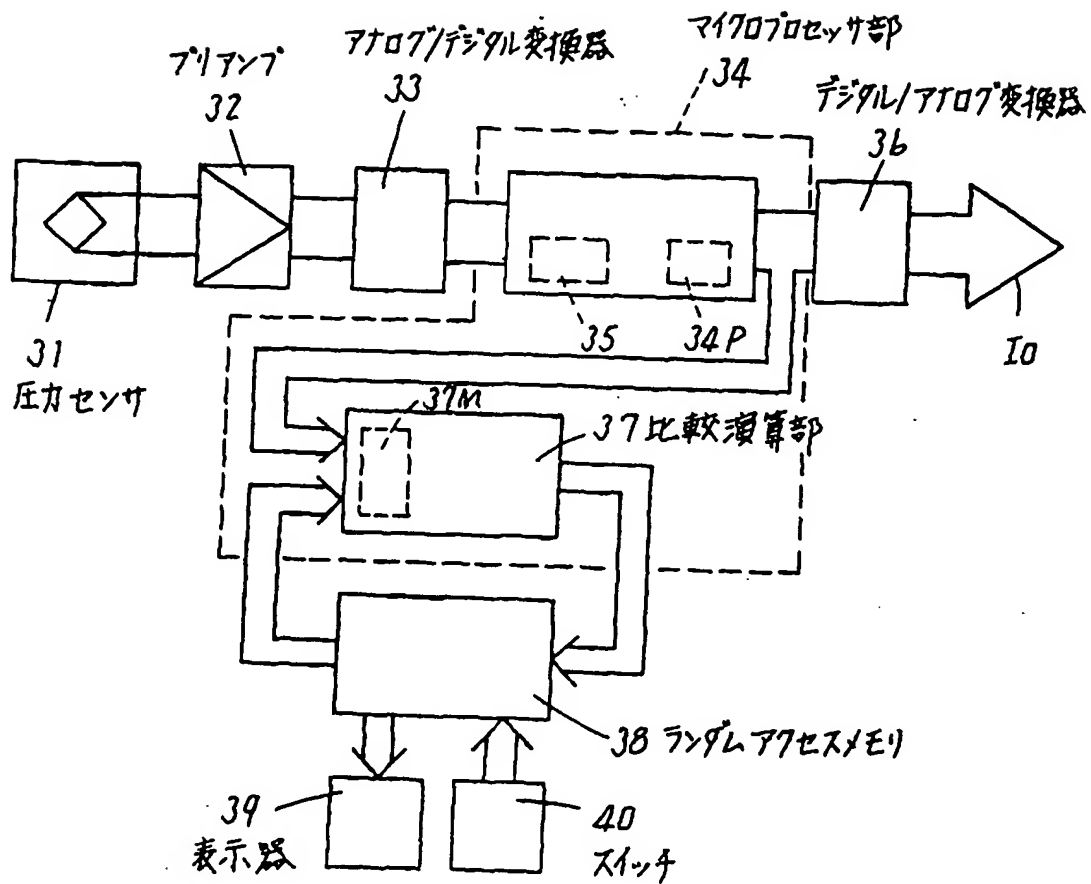 プリアンプ
32
アナログ/デジタル変換器
33
マイクロプロセッサ部
34
デジタル/アナログ変換器
36
31
圧力センサ
35
34P
I0
37M
37 比較演算部
38 ランダムアクセスメモリ
39
表示器
40
スイッチ